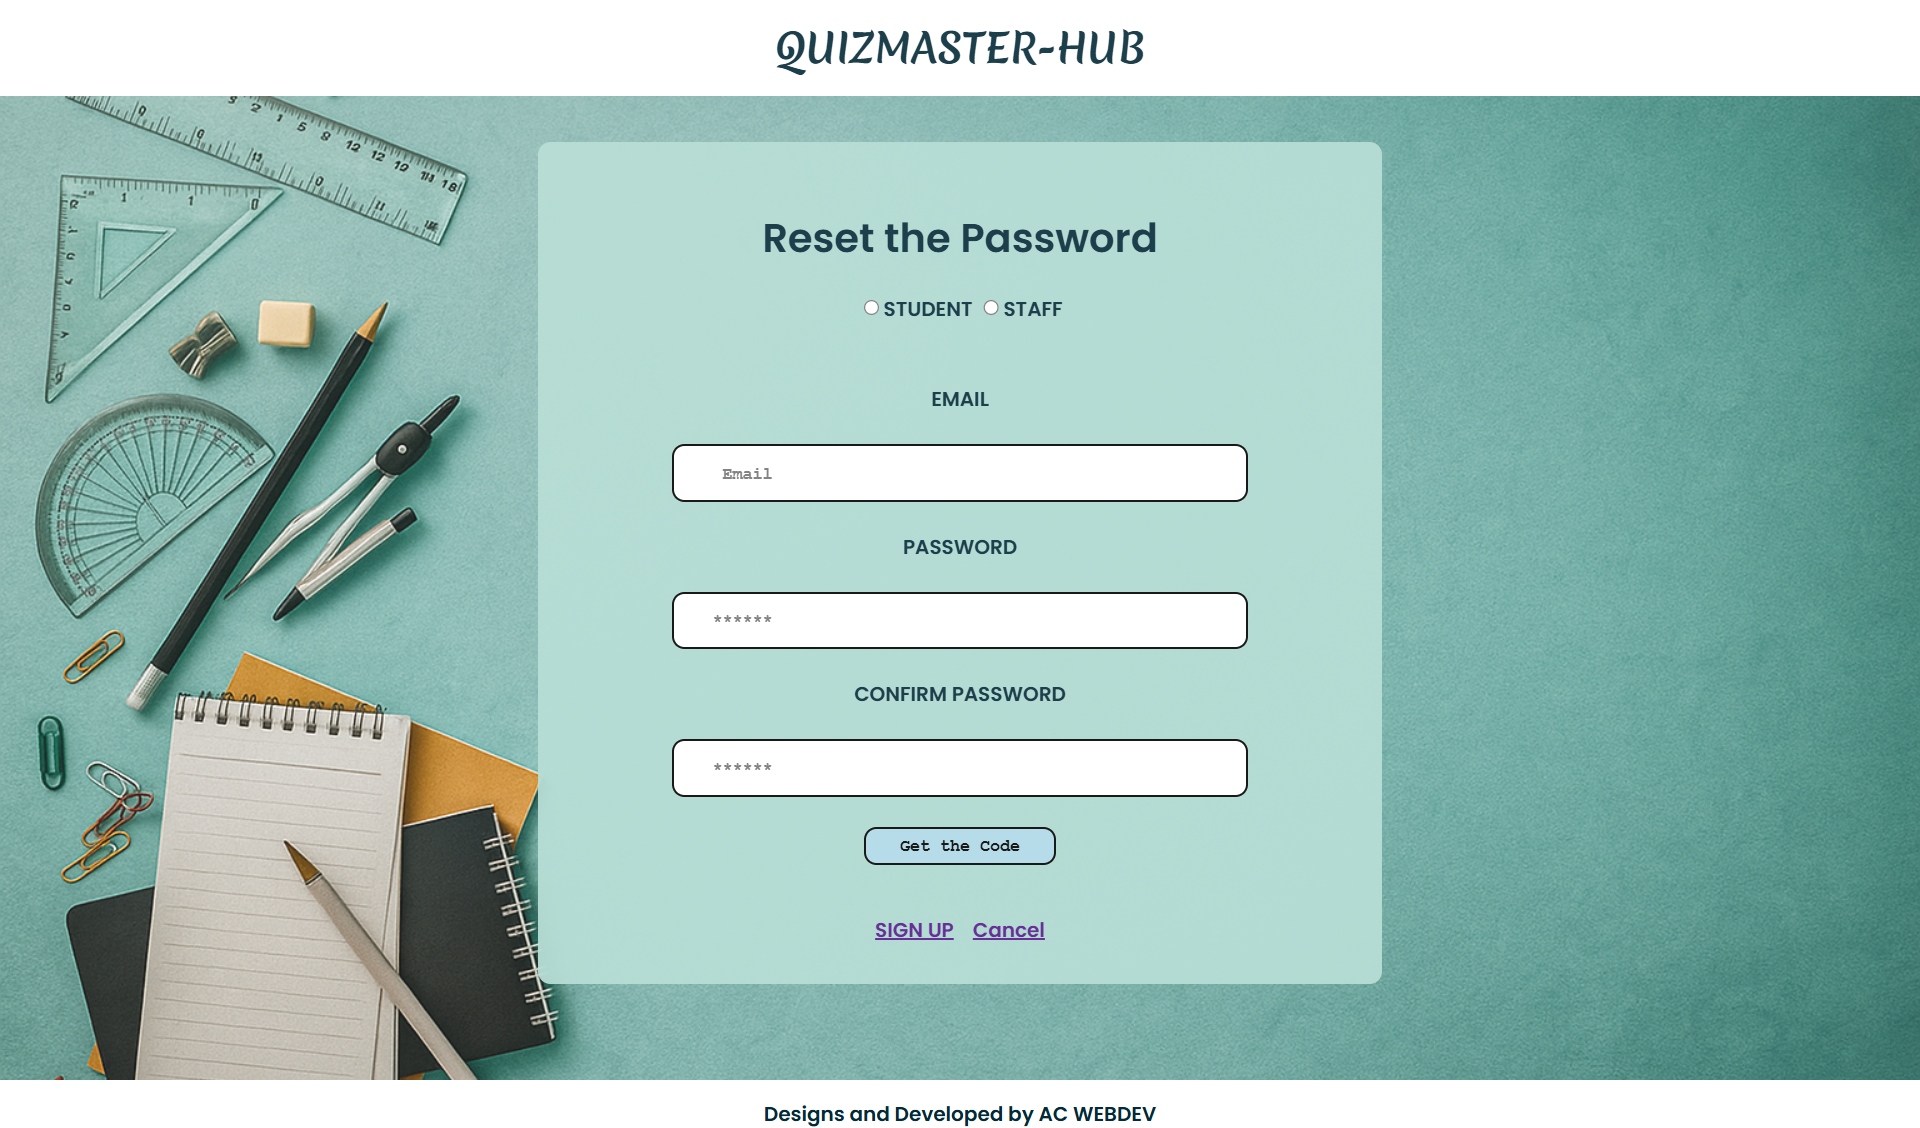 QUIZMASTER-HUB
Reset the Password
STUDENT STAFF
EMAIL
Email
PASSWORD
******
CONFIRM PASSWORD
******
Get the Code
SIGN UP Cancel
Designs and Developed by AC WEBDEV